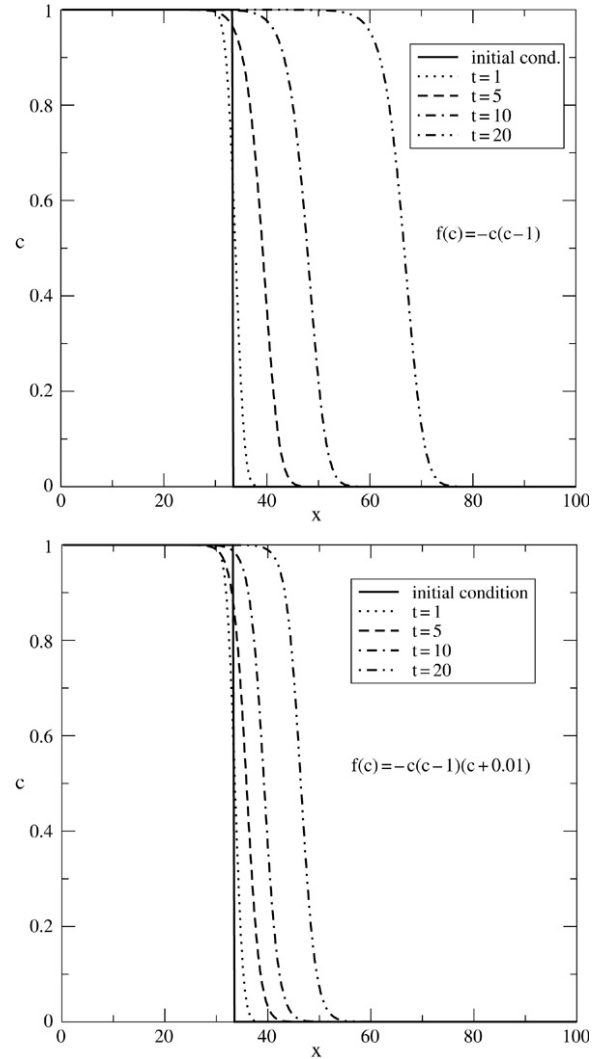 1
0.8
0.6
c
0.4
0.2
0
initial cond.
t=1
t=5
t=10
t=20
f(c)=−c(c−1)
0 20 40 60 80 100
x
1
0.8
0.6
c
0.4
0.2
0
initial condition
t=1
t=5
t=10
t=20
f(c)=−c(c−1)(c+0.01)
0 20 40 60 80 100
x